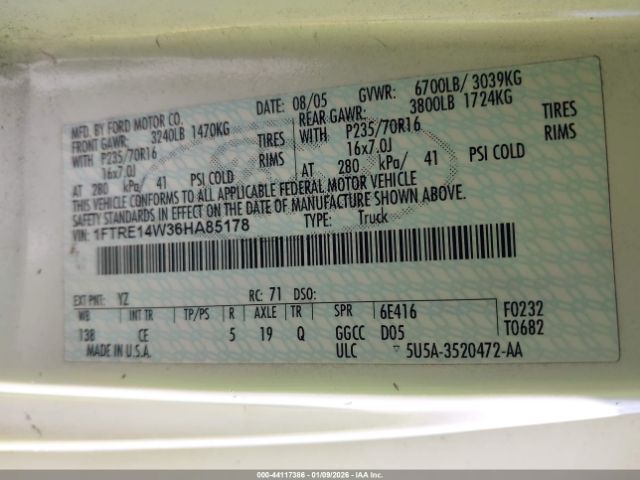 MFD. BY FORD MOTOR CO.
DATE: 08/05 GVWR: 6700LB/ 3039KG
FRONT GAWR: 3240LB 1470KG
REAR GAWR: 3800LB 1724KG
WITH P235/70R16 TIRES
WITH P235/70R16 TIRES
16x7.0J RIMS
16x7.0J RIMS
AT 280 kPa/ 41 PSI COLD
AT 280 kPa/ 41 PSI COLD
THIS VEHICLE CONFORMS TO ALL APPLICABLE FEDERAL MOTOR VEHICLE
SAFETY STANDARDS IN EFFECT ON THE DATE OF MANUFACTURE SHOWN ABOVE.
VIN: 1FTRE14W36HA85178 TYPE: Truck
EXT PNT: YZ RC: 71 DSO:
WB INT TR TP/PS R AXLE TR SPR 6E416 F0232
138 CE 5 19 Q GGCC D05 T0682
MADE IN U.S.A. ULC ▽ 5U5A-3520472-AA
000-44117386 - 01/09/2026 - IAA Inc.